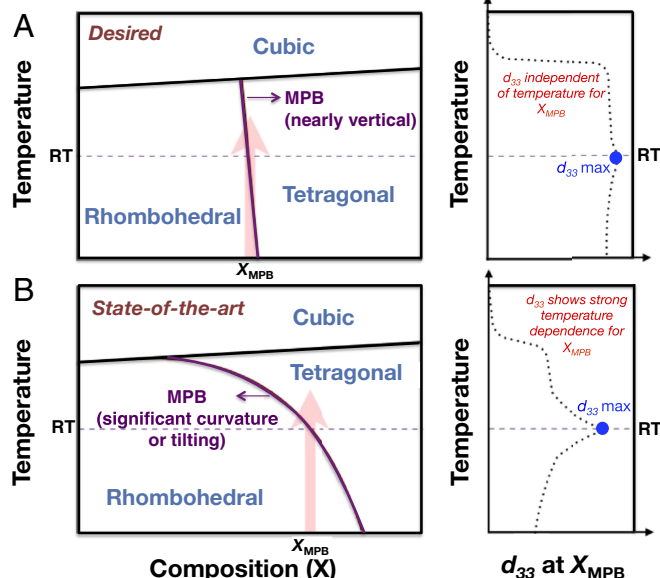 A
Desired
Cubic
MPB
(nearly vertical)
Temperature
RT
Rhombohedral
Tetragonal
XMPB
Temperature
d33 independent
of temperature for
XMPB
RT
d33 max
B
State-of-the-art
Cubic
Tetragonal
MPB
(significant curvature
or tilting)
Temperature
RT
Rhombohedral
XMPB
Composition (X)
Temperature
d33 shows strong
temperature
dependence for
XMPB
d33 max
RT
d33 at XMPB